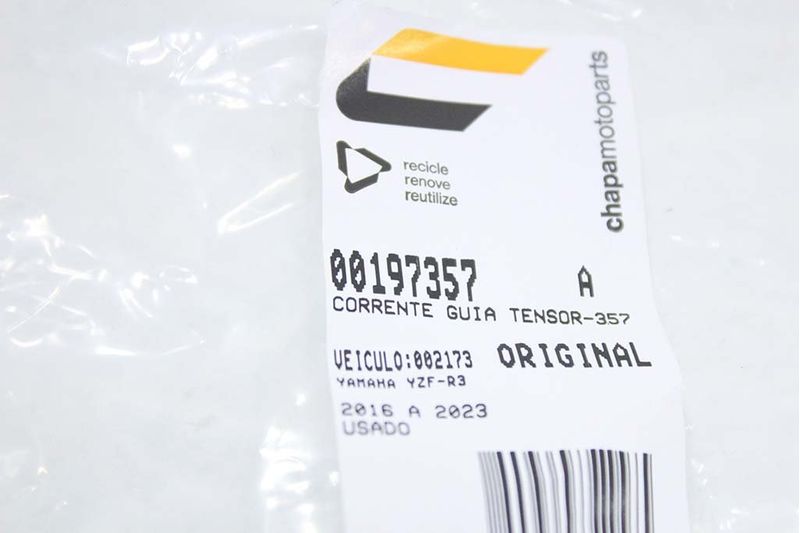 chapamotoparts
recicle
renove
reutilize
00197357 A
CORRENTE GUIA TENSOR-357
VEICULO:002173 ORIGINAL
YAMAHA YZF-R3
2016 A 2023
USADO